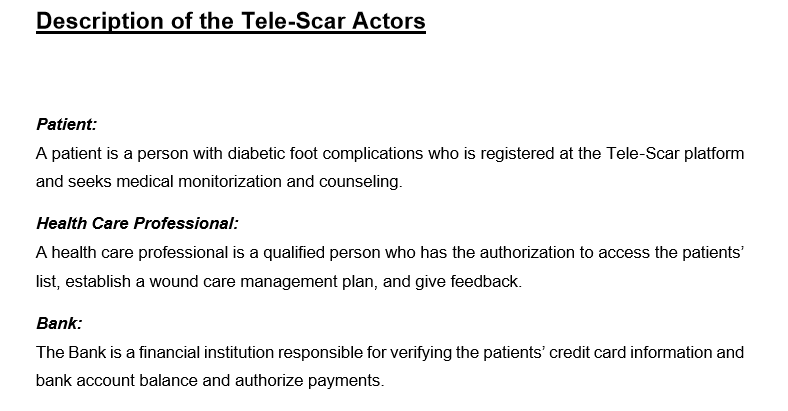 Description of the Tele-Scar Actors
Patient:
A patient is a person with diabetic foot complications who is registered at the Tele-Scar platform
and seeks medical monitorization and counseling.
Health Care Professional:
A health care professional is a qualified person who has the authorization to access the patients’
list, establish a wound care management plan, and give feedback.
Bank:
The Bank is a financial institution responsible for verifying the patients’ credit card information and
bank account balance and authorize payments.